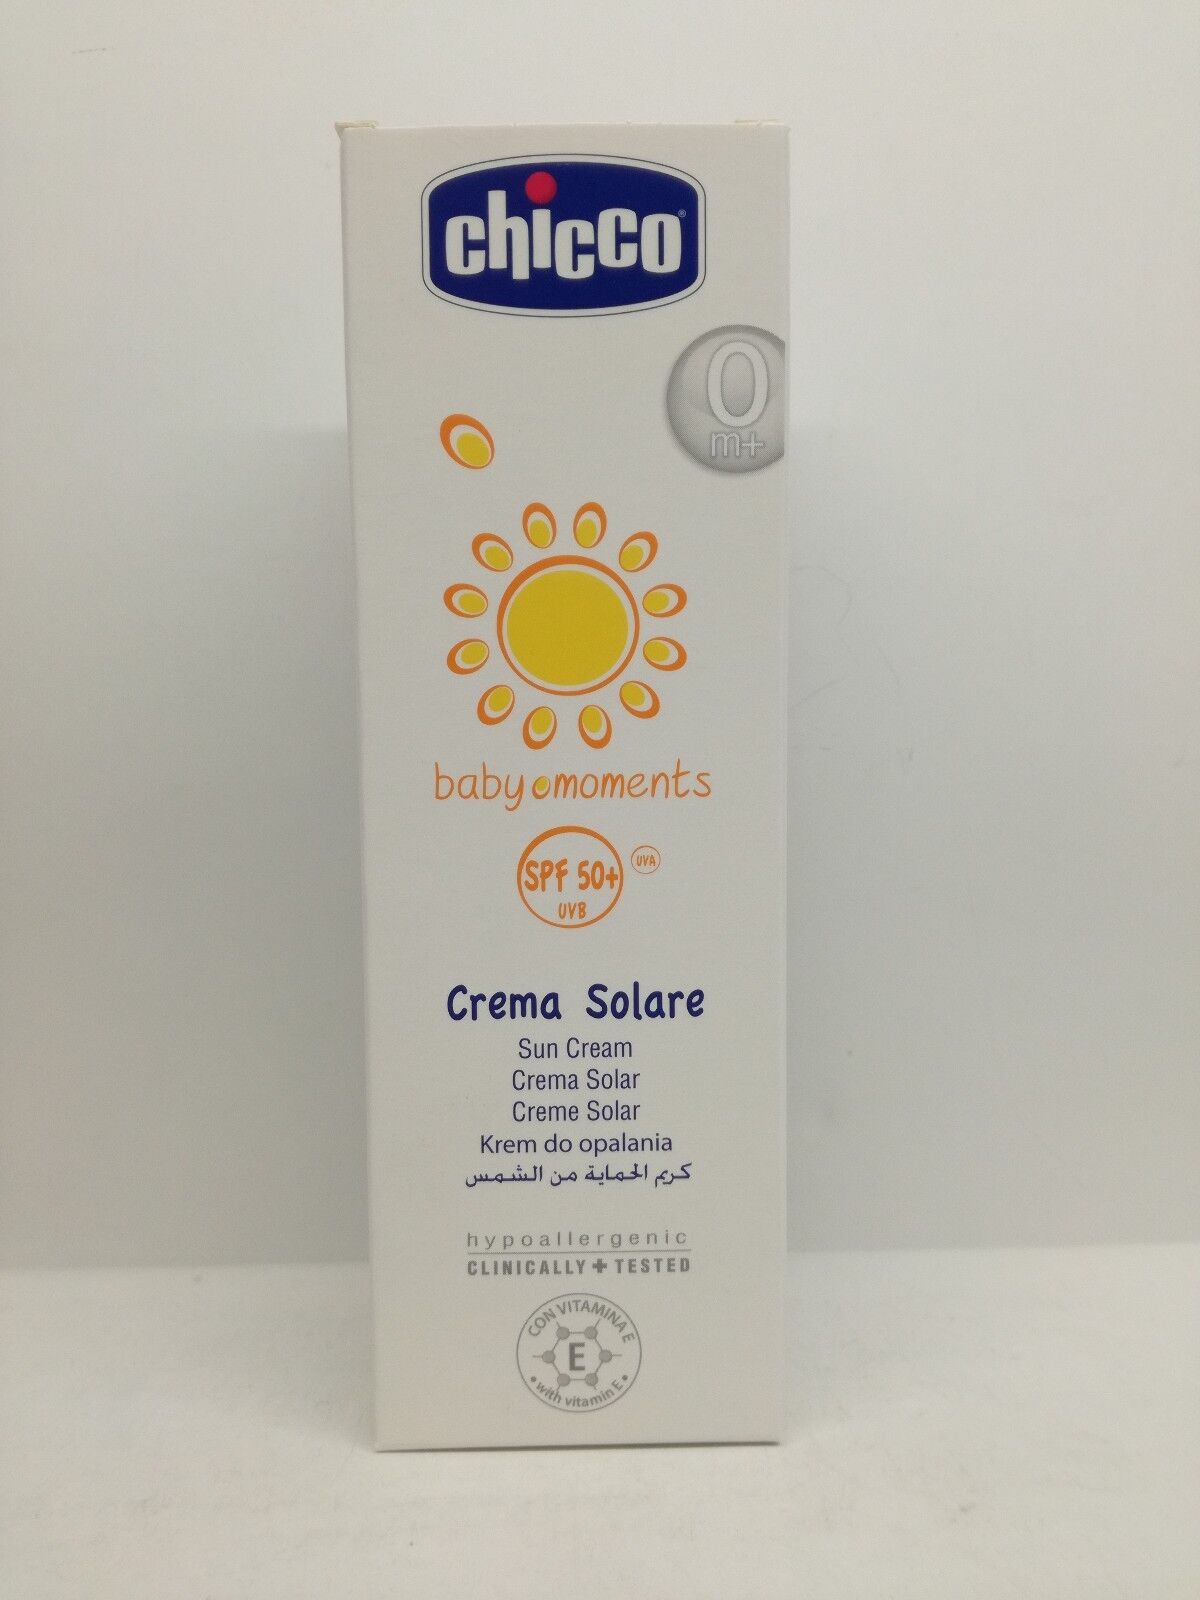 chicco®
0
m+
baby moments
SPF 50+
UVB
UVA
Crema Solare
Sun Cream
Crema Solar
Creme Solar
Krem do opalania
كريم الحماية من الشمس
hypoallergenic
CLINICALLY + TESTED
CON VITAMINA E
E
• with vitamin E •